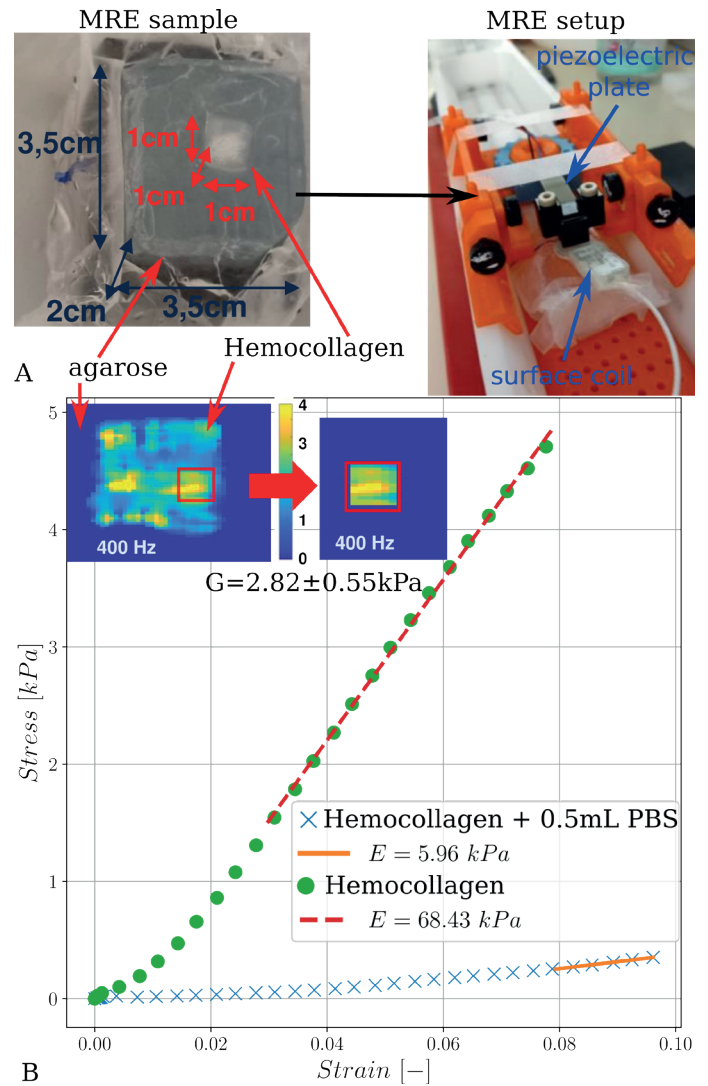 MRE sample
MRE setup
piezoelectric
plate
3,5cm
1cm
1cm
1cm
2cm
3,5cm
surface coil
agarose
Hemocollagen
A
5
4
3
2
1
0
4
3
1
0
400 Hz
400 Hz
G=2.82±0.55kPa
Stress [kPa]
Hemocollagen + 0.5mL PBS
E = 5.96 kPa
Hemocollagen
E = 68.43 kPa
0.00
0.02
0.04
0.06
0.08
0.10
Strain [−]
B